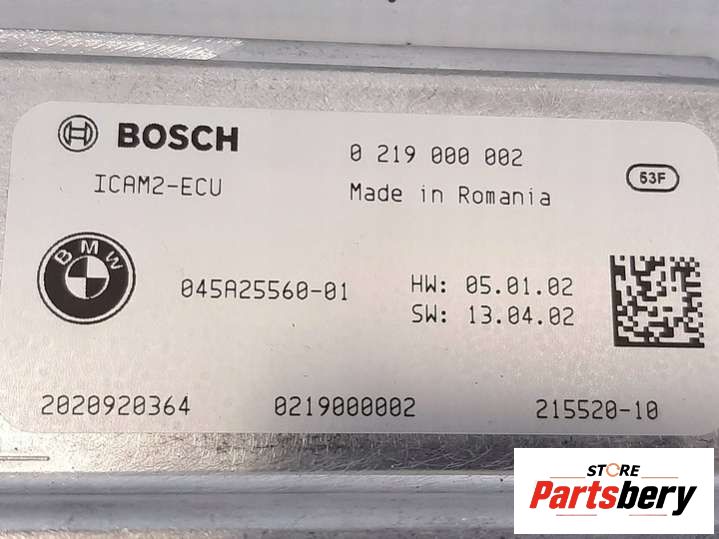 BOSCH
0 219 000 002
ICAM2-ECU
Made in Romania
53F
BMW
045A25560-01
HW: 05.01.02
SW: 13.04.02
2020920364
0219000002
215520-10
STORE
Partsbery